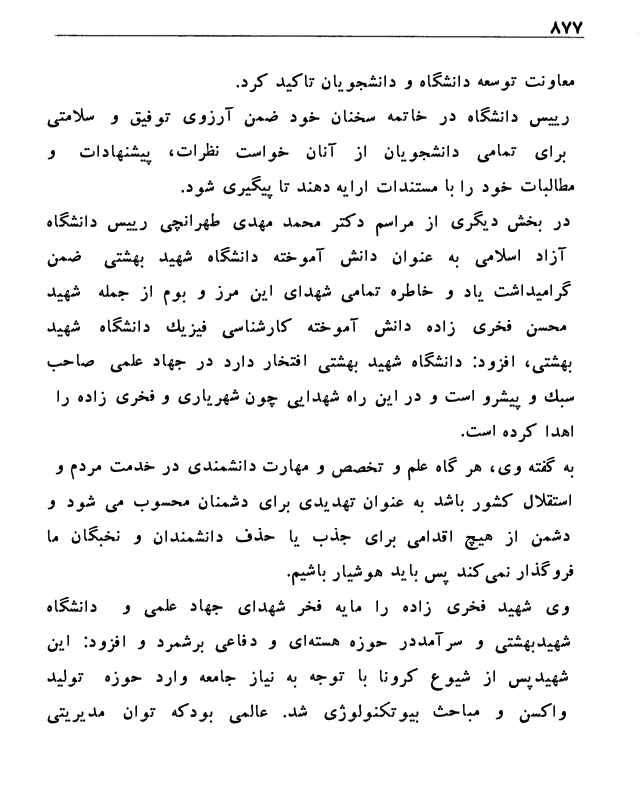 ۸۷۷
معاونت توسعه دانشگاه و دانشجویان تاکید کرد.
رییس دانشگاه در خاتمه سخنان خود ضمن آرزوی توفیق و سلامتی
برای تمامی دانشجویان از آنان خواست نظرات، پیشنهادات و
مطالبات خود را با مستندات ارایه دهند تا پیگیری شود.
در بخش دیگری از مراسم دکتر محمد مهدی طهرانچی رییس دانشگاه
آزاد اسلامی به عنوان دانش آموخته دانشگاه شهید بهشتی ضمن
گرامیداشت یاد و خاطره تمامی شهدای این مرز و بوم از جمله شهید
محسن فخری زاده دانش آموخته کارشناسی فیزیك دانشگاه شهید
بهشتی، افزود: دانشگاه شهید بهشتی افتخار دارد در جهاد علمی صاحب
سبك و پیشرو است و در این راه شهدایی چون شهریاری و فخری زاده را
اهدا کرده است.
به گفته وی، هر گاه علم و تخصص و مهارت دانشمندی در خدمت مردم و
استقلال کشور باشد به عنوان تهدیدی برای دشمنان محسوب می شود و
دشمن از هیچ اقدامی برای جذب یا حذف دانشمندان و نخبگان ما
فروگذار نمی‌کند پس باید هوشیار باشیم.
وی شهید فخری زاده را مایه فخر شهدای جهاد علمی و دانشگاه
شهیدبهشتی و سرآمددر حوزه هسته‌ای و دفاعی برشمرد و افزود: این
شهیدپس از شیوع کرونا با توجه به نیاز جامعه وارد حوزه تولید
واکسن و مباحث بیوتکنولوژی شد. عالمی بودکه توان مدیریتی